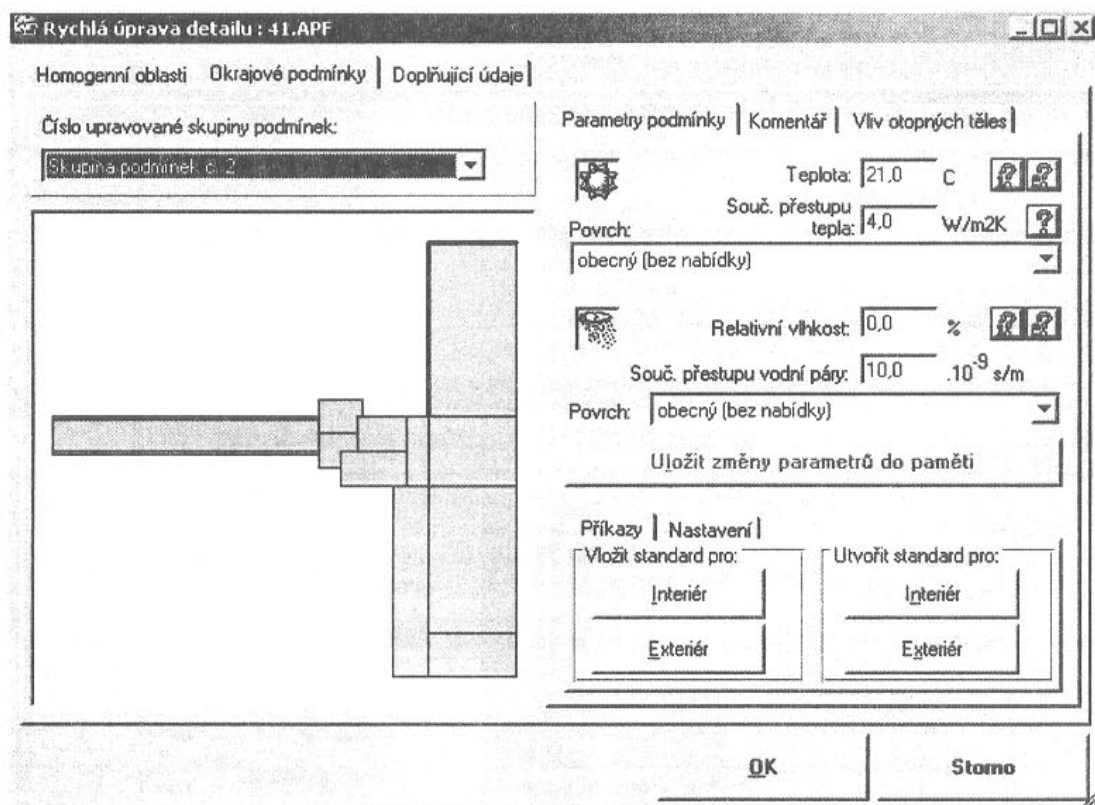 Rychlá úprava detailu : 41.APF
Homogenní oblasti Okrajové podmínky Doplňující údaje
Číslo upravované skupiny podmínek:
Skupina podmínek č. 2
Parametry podmínky Komentář Vliv otopných těles
Teplota: 21,0 C
Souč. přestupu
tepla: 4,0 W/m2K
Povrch:
obecný (bez nabídky)
Relativní vlhkost: 0,0 %
Souč. přestupu vodní páry: 10,0 .10-9 s/m
Povrch: obecný (bez nabídky)
Uložit změny parametrů do paměti
Příkazy Nastavení
Vložit standard pro: Utvořit standard pro:
Interiér Interiér
Exteriér Exteriér
OK Storno